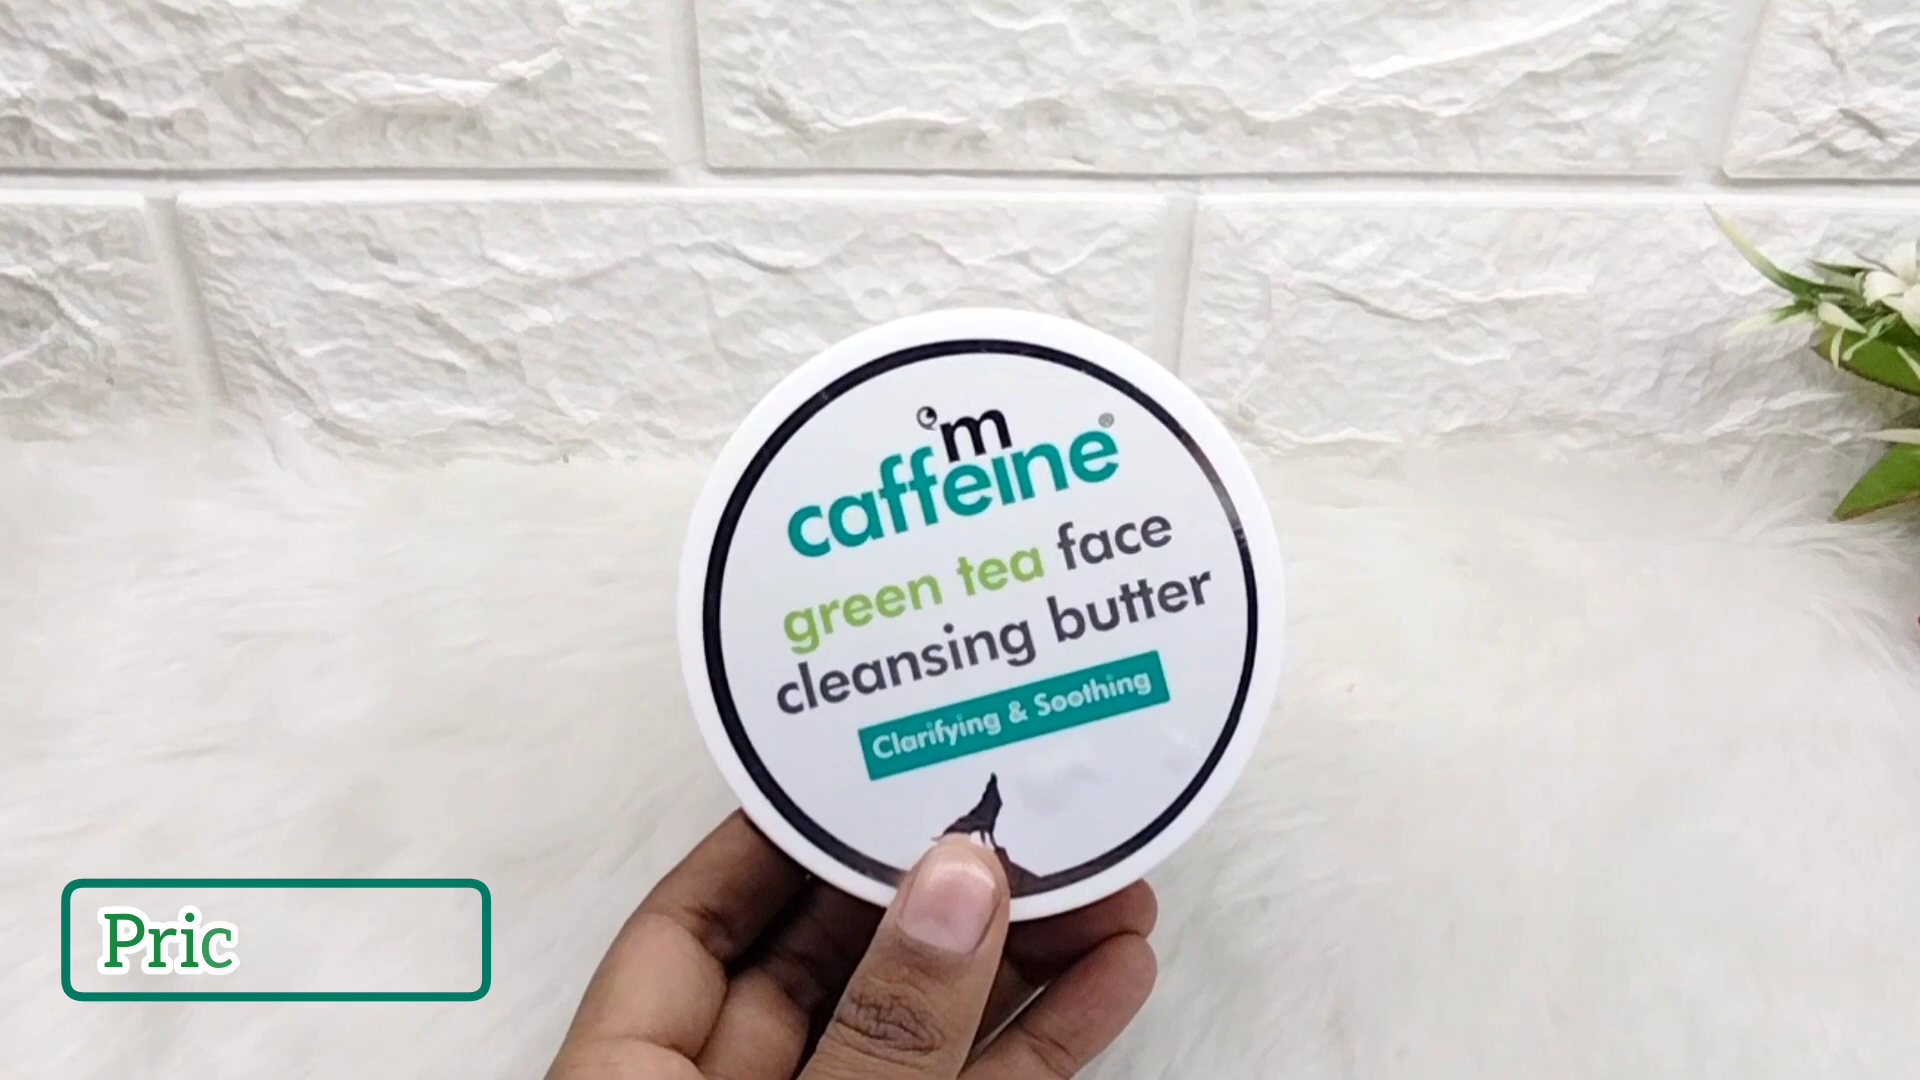 'm
caffeine®
green tea face
cleansing butter
Clarifying & Soothing
Pric